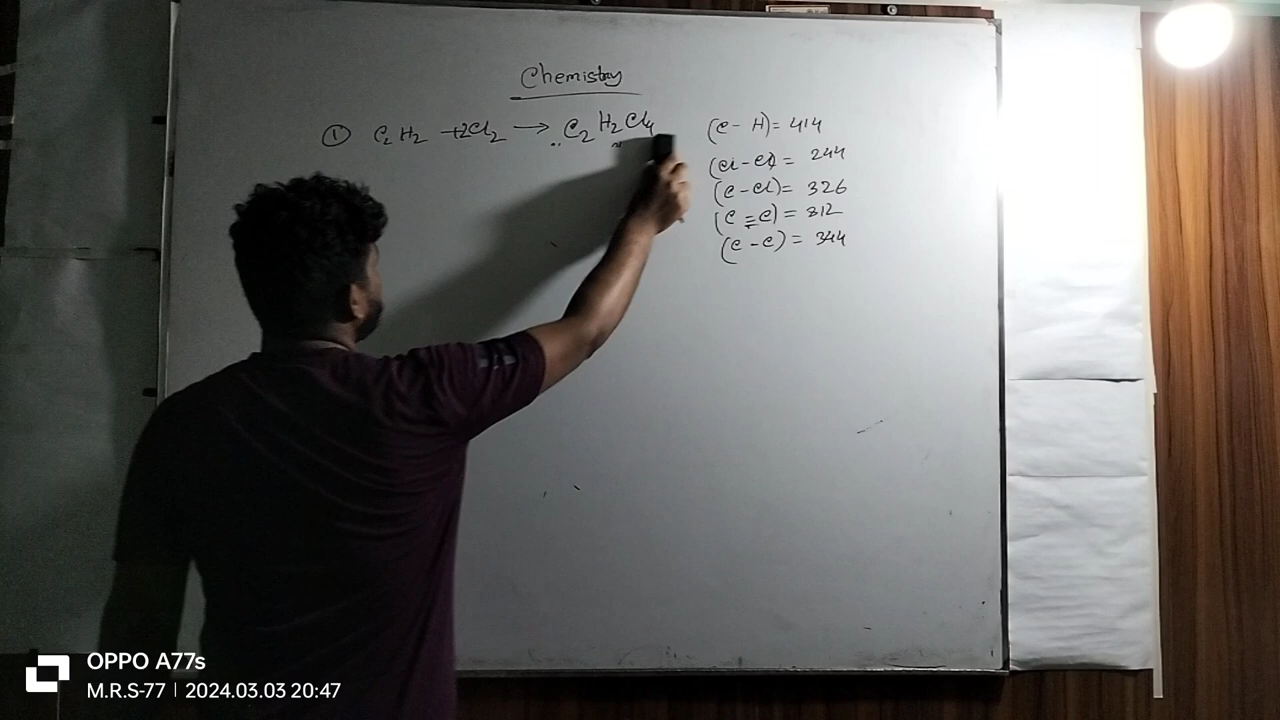 Chemistry
① C2H2 +2Cl2 → C2H2Cl4
(C - H) = 414
(Cl - Cl) = 244
(C - Cl) = 326
(C ≡ C) = 812
(C - C) = 344
OPPO A77s
M.R.S-77 | 2024.03.03 20:47